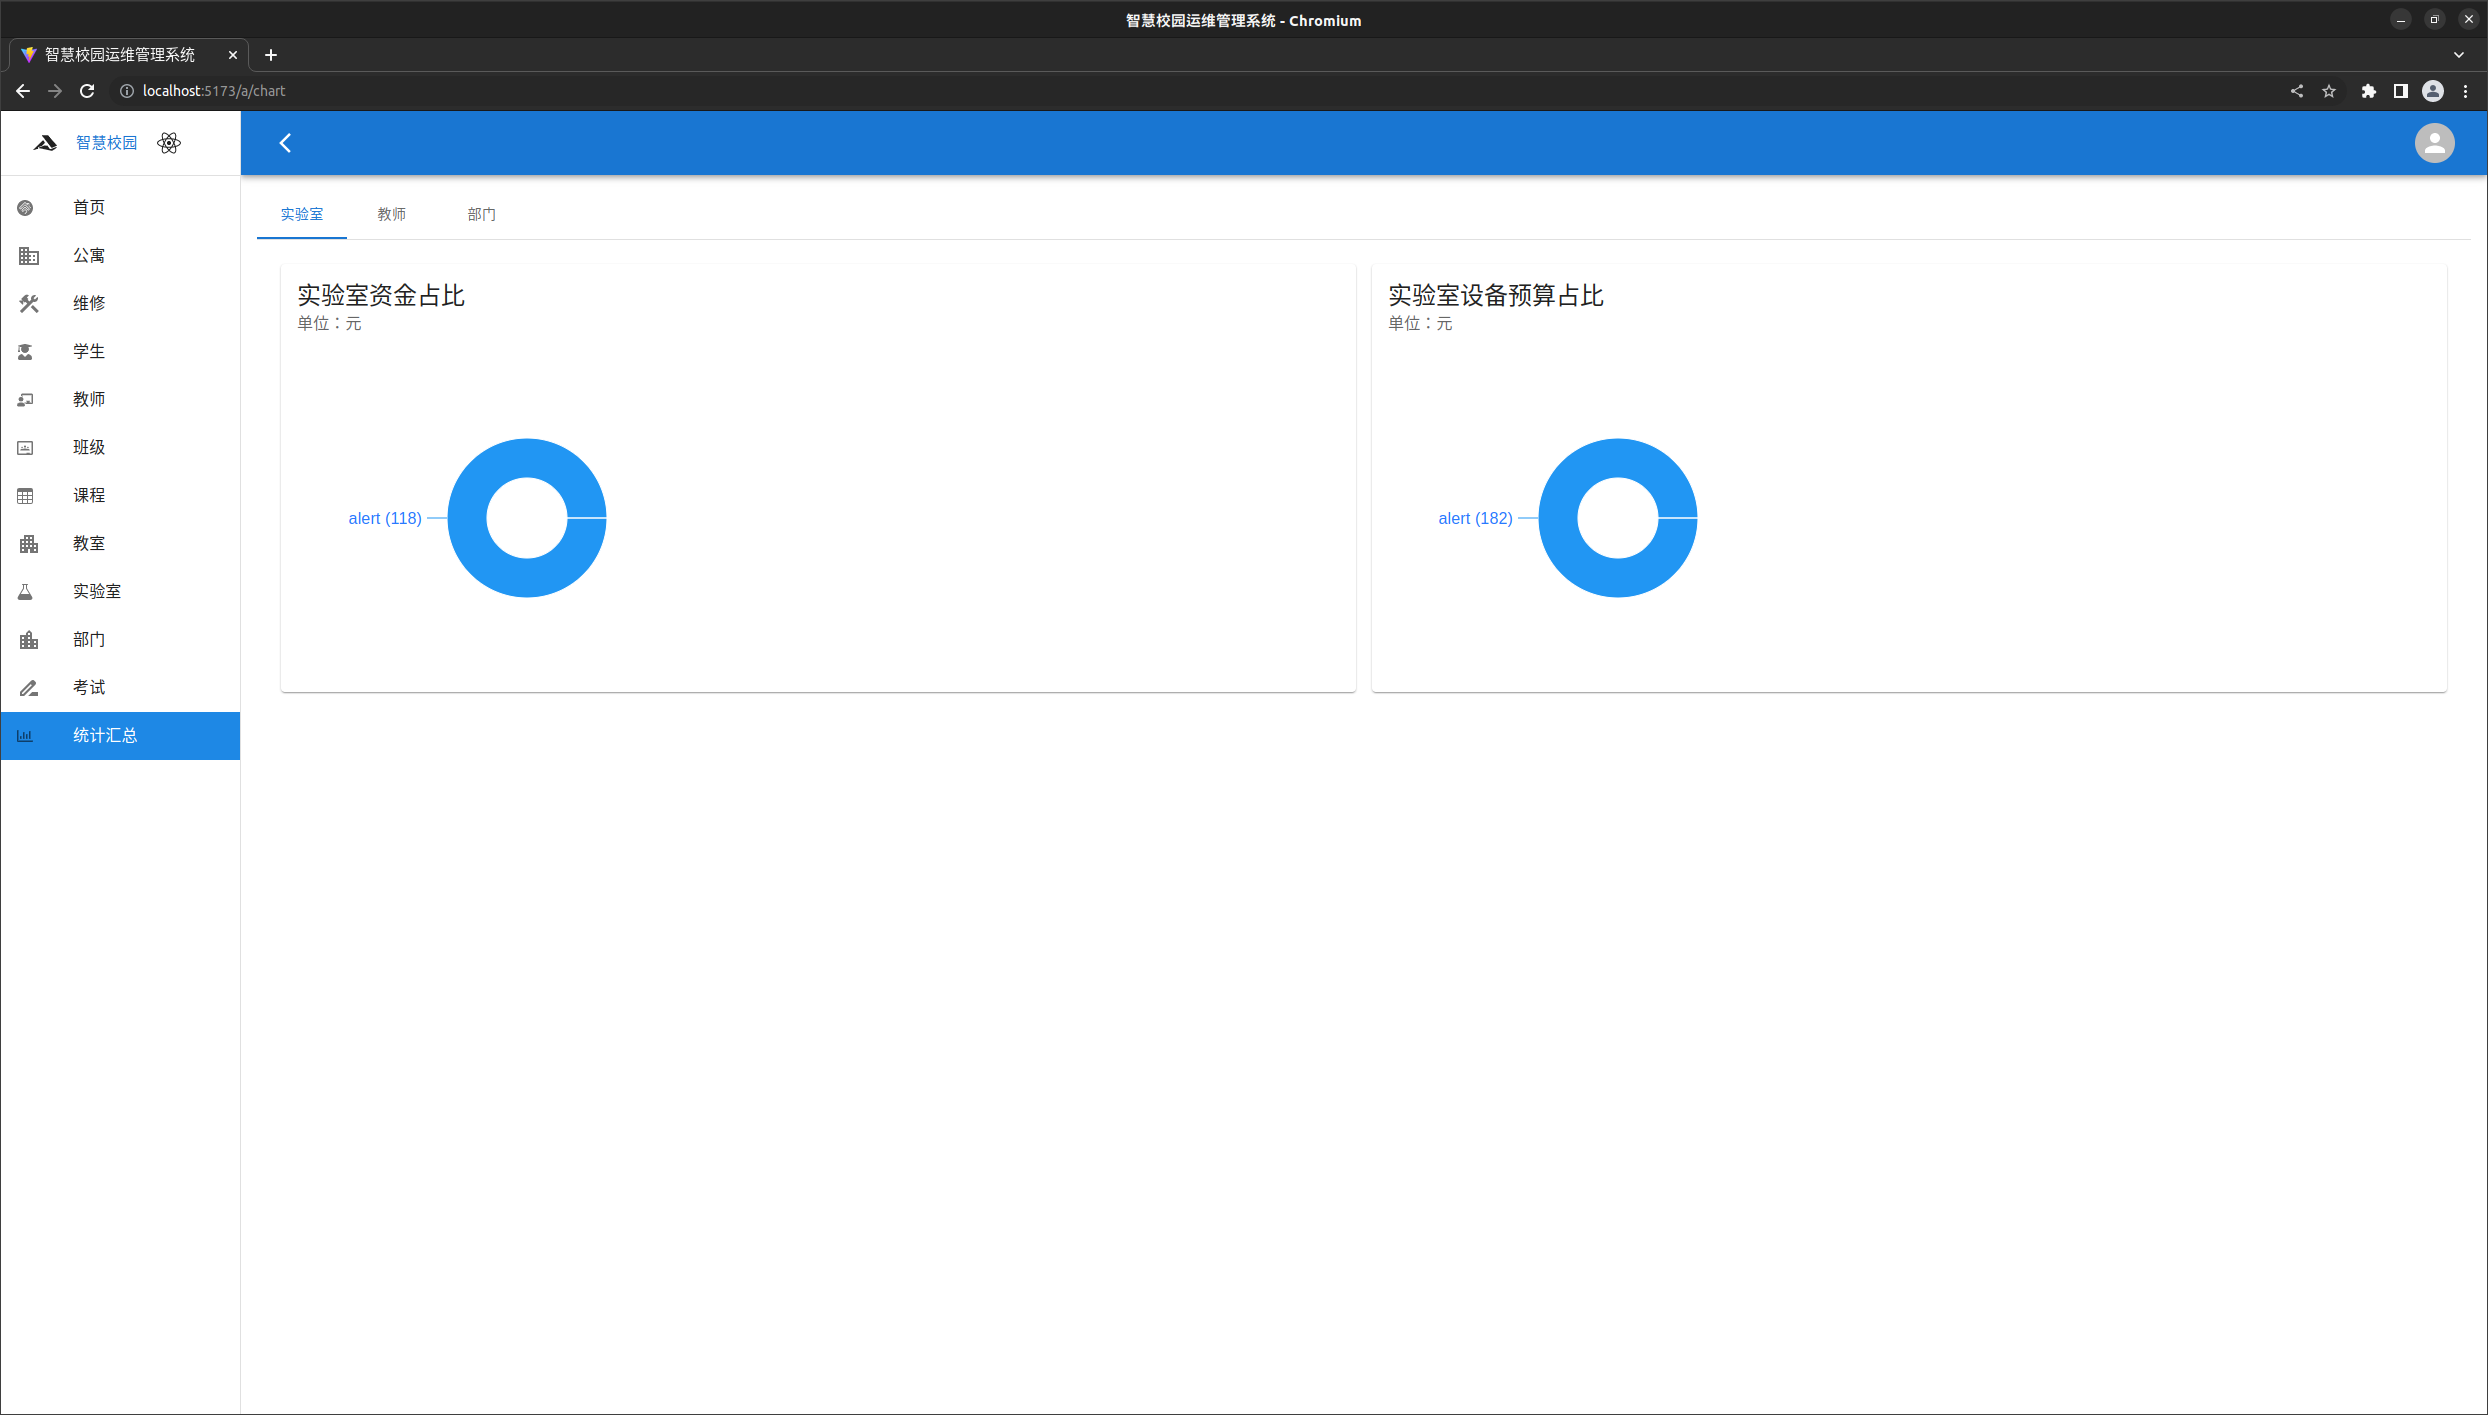 智慧校园运维管理系统 - Chromium
智慧校园运维管理系统
localhost:5173/a/chart
智慧校园
首页
公寓
维修
学生
教师
班级
课程
教室
实验室
部门
考试
统计汇总
实验室 教师 部门
实验室资金占比
单位：元
alert (118)
实验室设备预算占比
单位：元
alert (182)